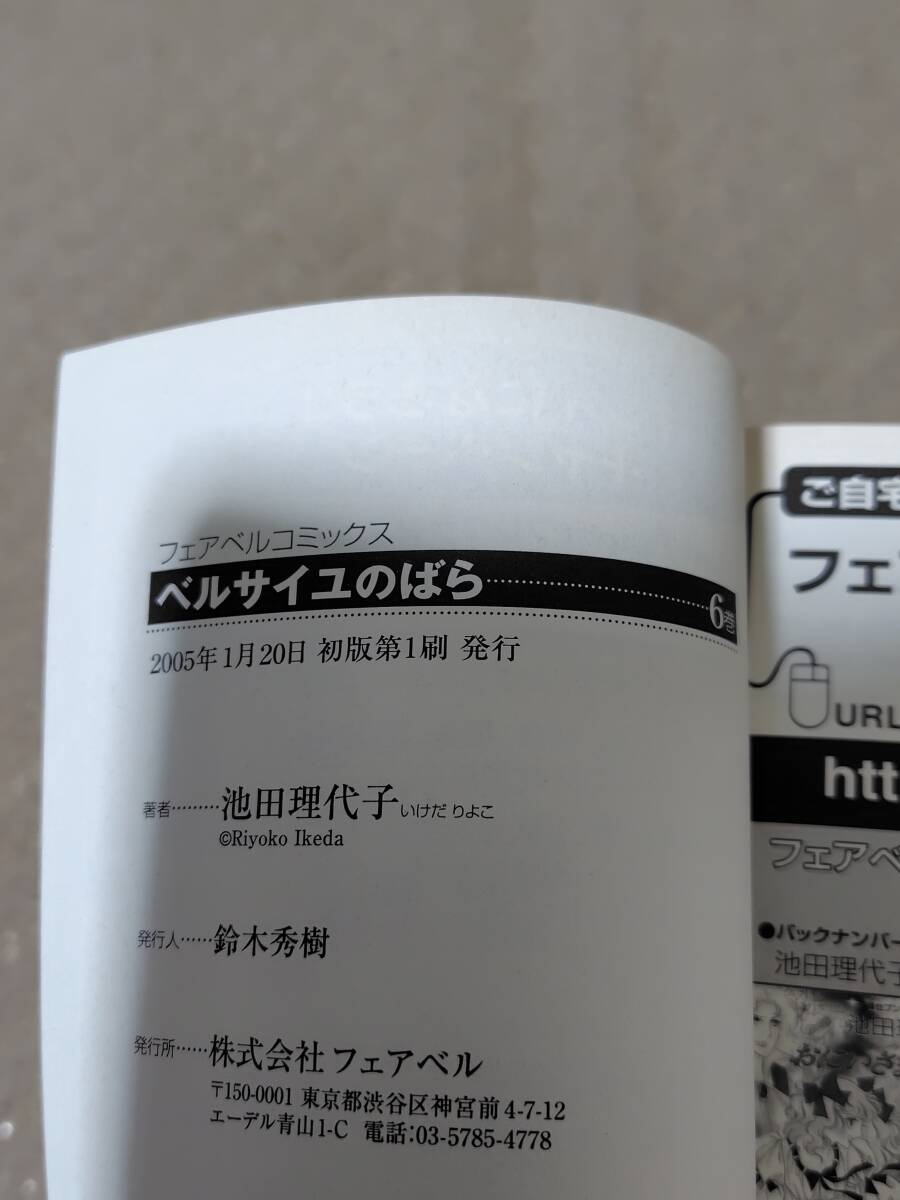 フェアベルコミックス
ベルサイユのばら……………………6巻
2005年1月20日 初版第1刷 発行
著者………池田理代子 いけだ りよこ
©Riyoko Ikeda
発行人……鈴木秀樹
発行所……株式会社 フェアベル
〒150-0001 東京都渋谷区神宮前 4-7-12
エーデル青山1-C 電話:03-5785-4778
ご自宅
フェ
URL
htt
フェアベ
●バックナンバー
池田理代子